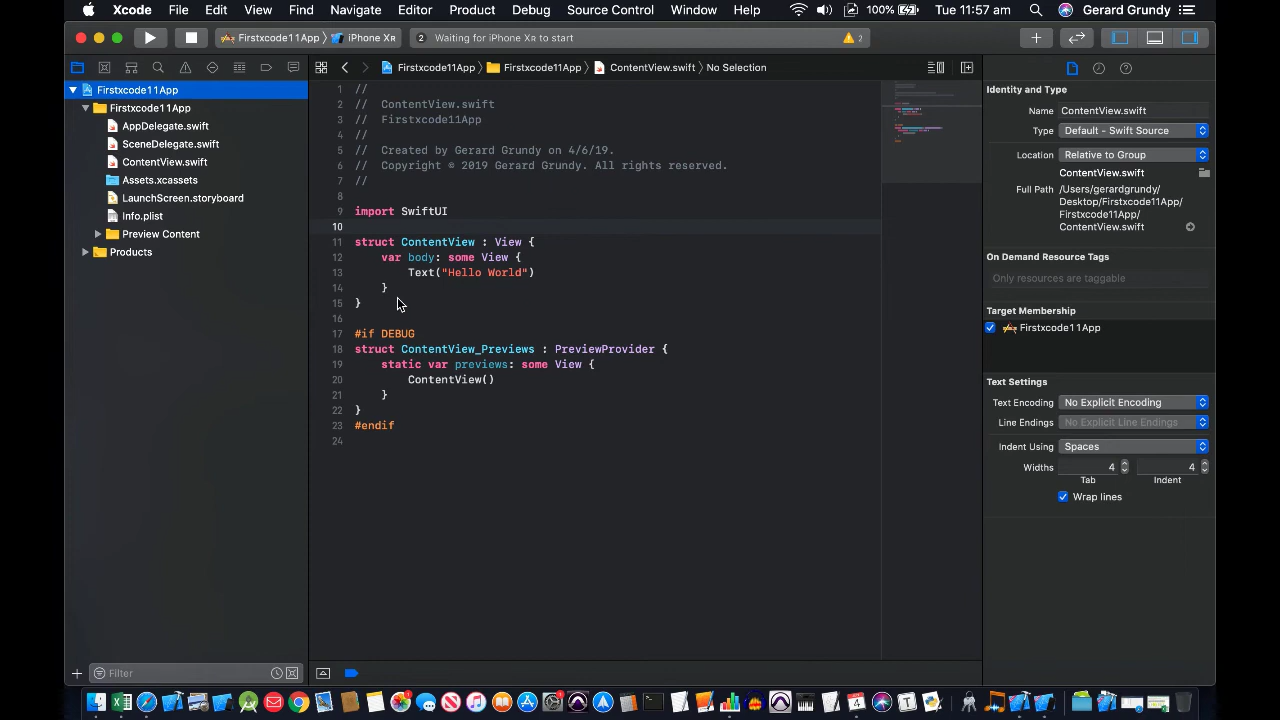 Xcode File Edit View Find Navigate Editor Product Debug Source Control Window Help 100% Tue 11:57 am Gerard Grundy
Firstxcode11App iPhone XR 2 Waiting for iPhone XR to start 2
Firstxcode11App Firstxcode11App ContentView.swift No Selection
Firstxcode11App
Firstxcode11App
AppDelegate.swift
SceneDelegate.swift
ContentView.swift
Assets.xcassets
LaunchScreen.storyboard
Info.plist
Preview Content
Products
Filter
1 //
2 // ContentView.swift
3 // Firstxcode11App
4 //
5 // Created by Gerard Grundy on 4/6/19.
6 // Copyright © 2019 Gerard Grundy. All rights reserved.
7 //
8
9 import SwiftUI
10
11 struct ContentView : View {
12 var body: some View {
13 Text("Hello World")
14 }
15 }
16
17 #if DEBUG
18 struct ContentView_Previews : PreviewProvider {
19 static var previews: some View {
20 ContentView()
21 }
22 }
23 #endif
24
Identity and Type
Name ContentView.swift
Type Default - Swift Source
Location Relative to Group
ContentView.swift
Full Path /Users/gerardgrundy/
Desktop/Firstxcode11App/
Firstxcode11App/
ContentView.swift
On Demand Resource Tags
Only resources are taggable
Target Membership
Firstxcode11App
Text Settings
Text Encoding No Explicit Encoding
Line Endings No Explicit Line Endings
Indent Using Spaces
Widths 4 4
Tab Indent
Wrap lines